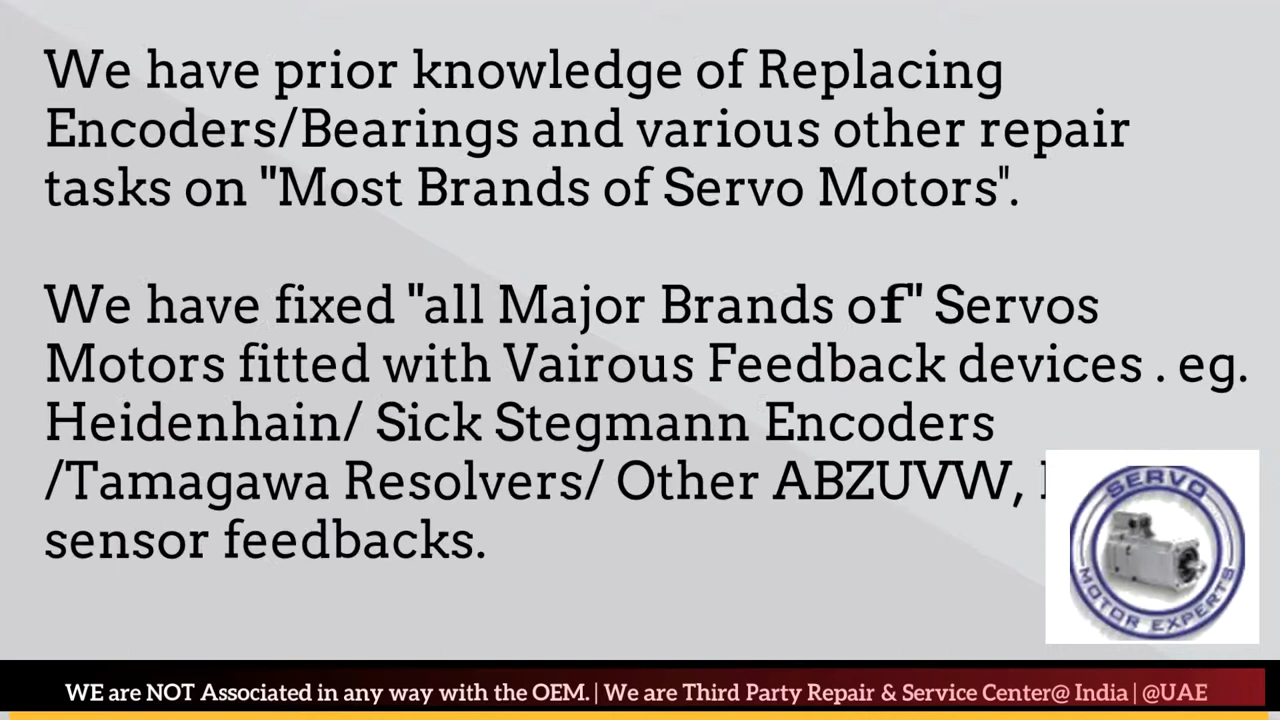 We have prior knowledge of Replacing
Encoders/Bearings and various other repair
tasks on "Most Brands of Servo Motors".
We have fixed "all Major Brands of" Servos
Motors fitted with Vairous Feedback devices . eg.
Heidenhain/ Sick Stegmann Encoders
/Tamagawa Resolvers/ Other ABZUVW,
sensor feedbacks.
SERVO
MOTOR EXPERTS
WE are NOT Associated in any way with the OEM. | We are Third Party Repair & Service Center@ India | @UAE